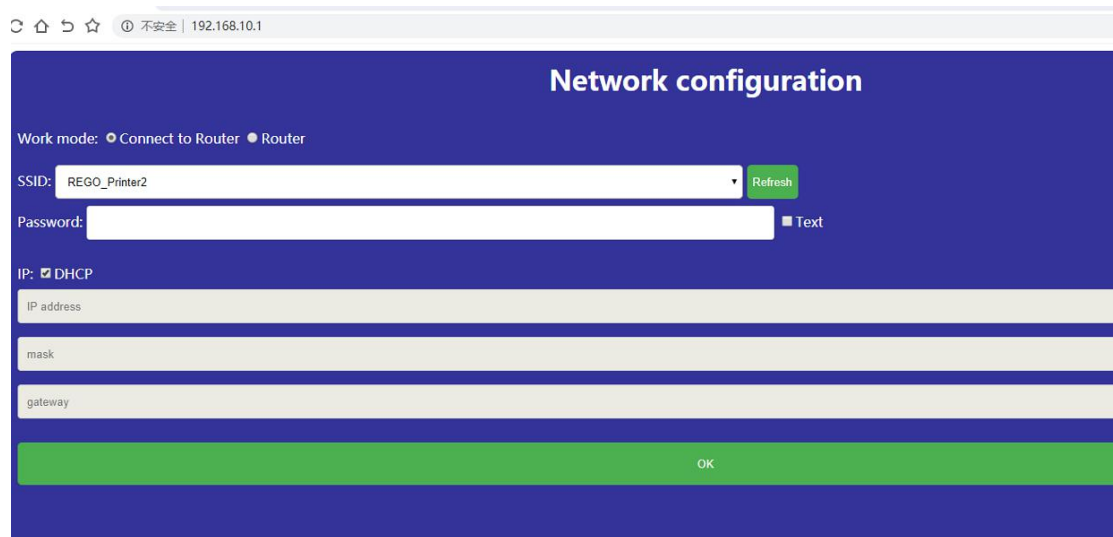 不安全 | 192.168.10.1
Network configuration
Work mode: Connect to Router Router
SSID: REGO_Printer2 Refresh
Password: Text
IP: DHCP
IP address
mask
gateway
OK